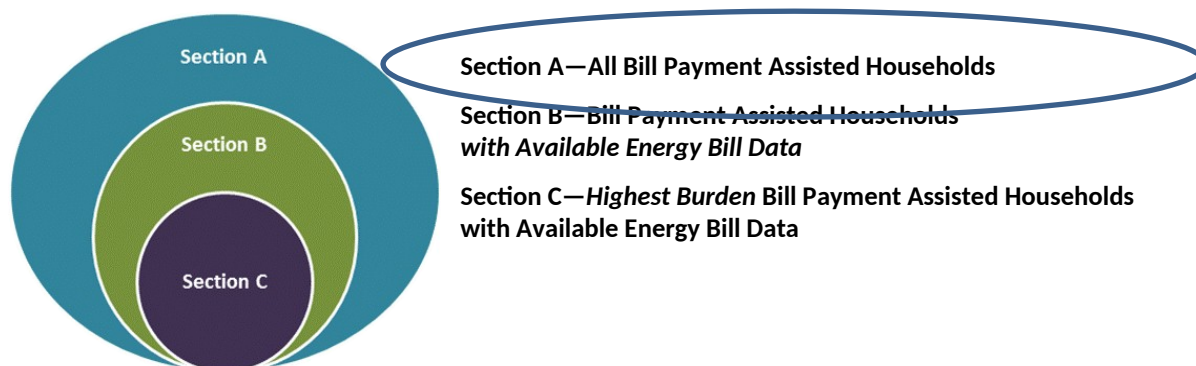 Section A
Section B
Section C
Section A—All Bill Payment Assisted Households
Section B—Bill Payment Assisted Households
with Available Energy Bill Data
Section C—Highest Burden Bill Payment Assisted Households
with Available Energy Bill Data